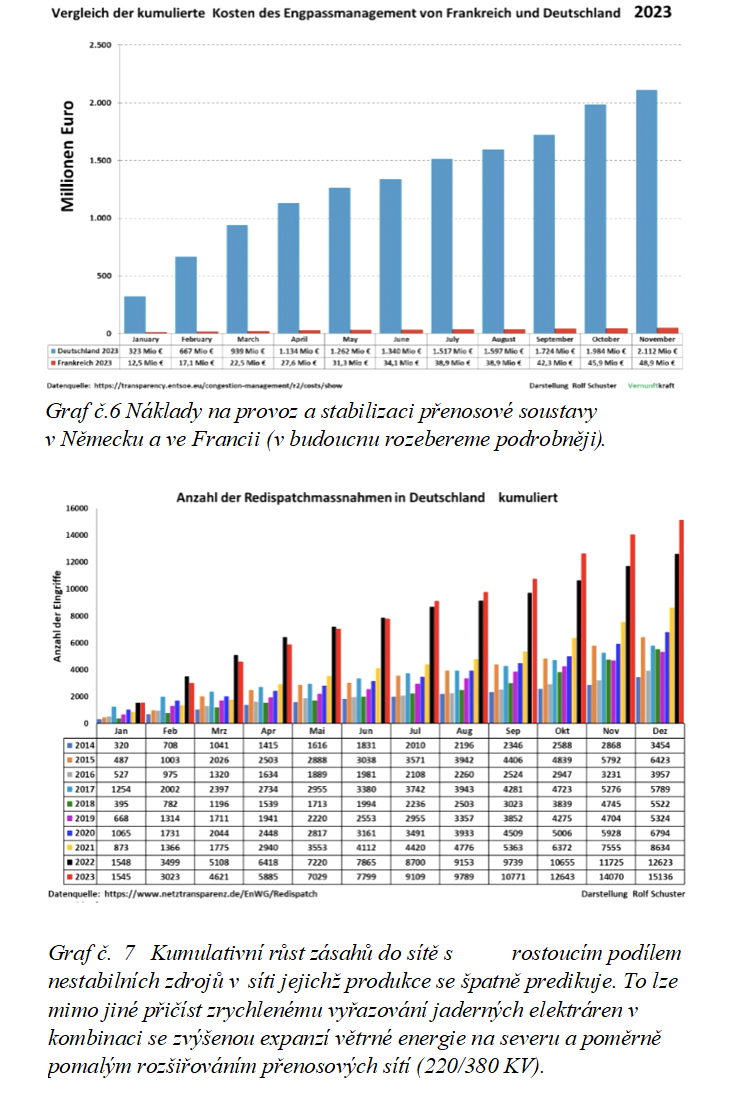 Vergleich der kumulierte Kosten des Engpassmanagement von Frankreich und Deutschland 2023
2.500
2.000
1.500
1.000
500
0
Millionen Euro
January February March April May June July August September October November
Deutschland 2023 323 Mio € 667 Mio € 939 Mio € 1.134 Mio € 1.262 Mio € 1.340 Mio € 1.517 Mio € 1.597 Mio € 1.724 Mio € 1.984 Mio € 2.112 Mio €
Frankreich 2023 12,5 Mio € 17,1 Mio € 22,5 Mio € 27,6 Mio € 31,3 Mio € 34,1 Mio € 38,9 Mio € 38,9 Mio € 42,3 Mio € 45,9 Mio € 48,9 Mio €
Datenquelle: https://transparency.entsoe.eu/congestion-management/r2/costs/show Darstellung Rolf Schuster Vernunftkraft
Graf č.6 Náklady na provoz a stabilizaci přenosové soustavy
v Německu a ve Francii (v budoucnu rozebereme podrobněji).
Anzahl der Redispatchmassnahmen in Deutschland kumuliert
16000
14000
12000
10000
8000
6000
4000
2000
0
Anzahl der EIngriffe
Jan Feb Mrz Apr Mai Jun Jul Aug Sep Okt Nov Dez
2014 320 708 1041 1415 1616 1831 2010 2196 2346 2588 2868 3454
2015 487 1003 2026 2503 2888 3038 3571 3942 4406 4839 5792 6423
2016 527 975 1320 1634 1889 1981 2108 2260 2524 2947 3231 3957
2017 1254 2002 2397 2734 2955 3380 3742 3943 4281 4723 5276 5789
2018 395 782 1196 1539 1713 1994 2236 2503 3023 3839 4745 5522
2019 668 1314 1711 1941 2220 2553 2955 3357 3852 4275 4704 5324
2020 1065 1731 2044 2448 2817 3161 3491 3933 4509 5006 5928 6794
2021 873 1366 1775 2940 3553 4112 4420 4776 5363 6372 7555 8634
2022 1548 3499 5108 6418 7220 7865 8700 9153 9739 10655 11725 12623
2023 1545 3023 4621 5885 7029 7799 9109 9789 10771 12643 14070 15136
Datenquelle: https://www.netztransparenz.de/EnWG/Redispatch Darstellung Rolf Schuster
Graf č. 7 Kumulativní růst zásahů do sítě s rostoucím podílem
nestabilních zdrojů v síti jejichž produkce se špatně predikuje. To lze
mimo jiné přičíst zrychlenému vyřazování jaderných elektráren v
kombinaci se zvýšenou expanzí větrné energie na severu a poměrně
pomalým rozšiřováním přenosových sítí (220/380 KV).